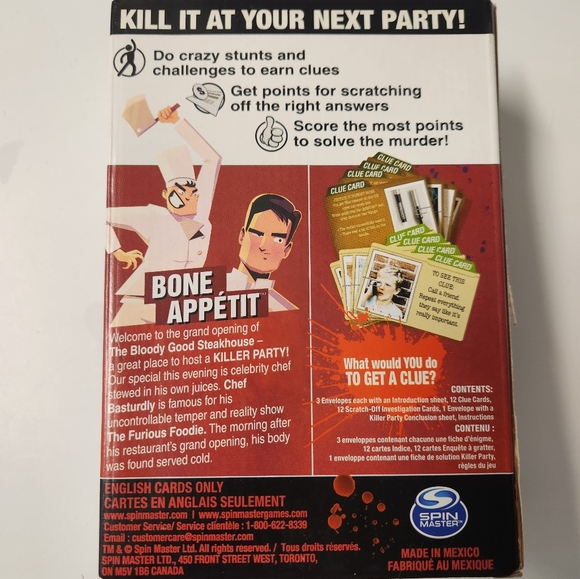 KILL IT AT YOUR NEXT PARTY!
Do crazy stunts and
challenges to earn clues
Get points for scratching
off the right answers
Score the most points
to solve the murder!
BONE
APPÉTIT
Welcome to the grand opening of
The Bloody Good Steakhouse –
a great place to host a KILLER PARTY!
Our special this evening is celebrity chef
stewed in his own juices. Chef
Basturdly is famous for his
uncontrollable temper and reality show
The Furious Foodie. The morning after
his restaurant's grand opening, his body
was found served cold.
CLUE CARD
CLUE CARD
CLUE CARD
CLUE CARD
CLUE CARD
CLUE CARD
CLUE CARD
TO SEE THIS
CLUE:
Call a friend.
Repeat everything
they say like it's
really important.
What would YOU do
TO GET A CLUE?
CONTENTS:
3 Envelopes each with an Introduction sheet, 12 Clue Cards,
12 Scratch-Off Investigation Cards, 1 Envelope with a
Killer Party Conclusion sheet, Instructions
CONTENU :
3 enveloppes contenant chacune une fiche d'énigme,
12 cartes Indice, 12 cartes Enquête à gratter,
1 enveloppe contenant une fiche de solution Killer Party,
règles du jeu
ENGLISH CARDS ONLY
CARTES EN ANGLAIS SEULEMENT
www.spinmaster.com | www.spinmastergames.com
Customer Service/ Service clientèle : 1-800-622-8339
Email : customercare@spinmaster.com
TM & © Spin Master Ltd. All rights reserved. / Tous droits réservés.
SPIN MASTER LTD., 450 FRONT STREET WEST, TORONTO,
ON M5V 1B6 CANADA
SPIN
MASTER™
MADE IN MEXICO
FABRIQUÉ AU MEXIQUE